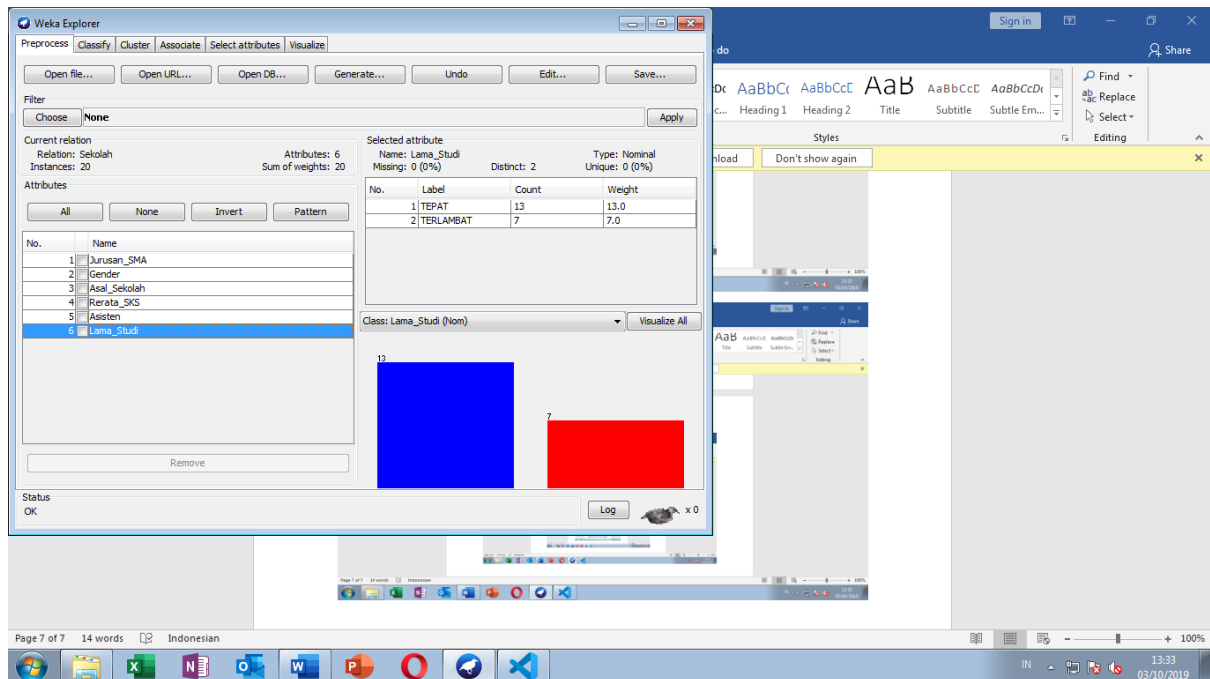 Weka Explorer
Preprocess Classify Cluster Associate Select attributes Visualize
Open file... Open URL... Open DB... Generate... Undo Edit... Save...
Filter
Choose None Apply
Current relation
Relation: Sekolah Attributes: 6
Instances: 20 Sum of weights: 20
Selected attribute
Name: Lama_Studi Type: Nominal
Missing: 0 (0%) Distinct: 2 Unique: 0 (0%)
Attributes
All None Invert Pattern
No. Name
1 Jurusan_SMA
2 Gender
3 Asal_Sekolah
4 Rerata_SKS
5 Asisten
6 Lama_Studi
Remove
No. Label Count Weight
1 TEPAT 13 13.0
2 TERLAMBAT 7 7.0
Class: Lama_Studi (Nom) Visualize All
13
7
Status
OK
Log x 0
Sign in
do
Share
AaBbCc AaBbCcE AaB AaBbCcD AaBbCcDc
Heading 1 Heading 2 Title Subtitle Subtle Em...
Styles
Find
Replace
Select
Editing
nload Don't show again
Page 7 of 7 14 words Indonesian 100%
IN 13:33
03/10/2019